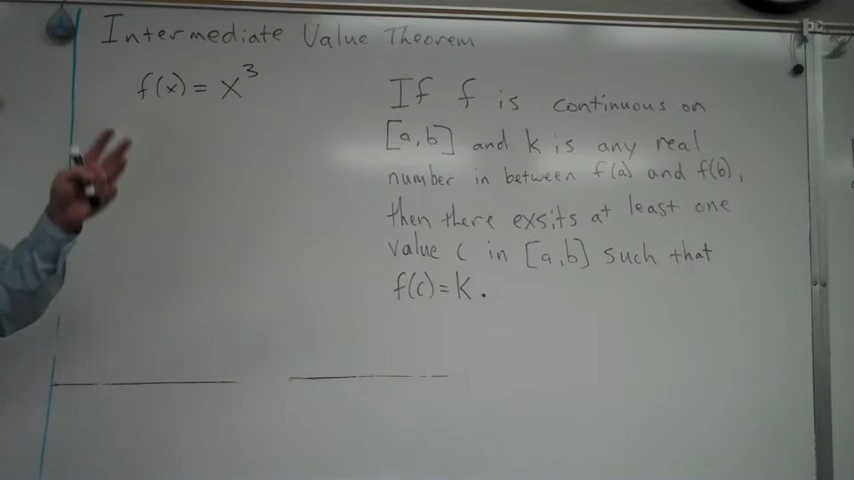 Intermediate Value Theorem
f(x) = x³
If f is continuous on
[a,b] and k is any real
number in between f(a) and f(b),
then there exsits at least one
value c in [a,b] such that
f(c)=k.